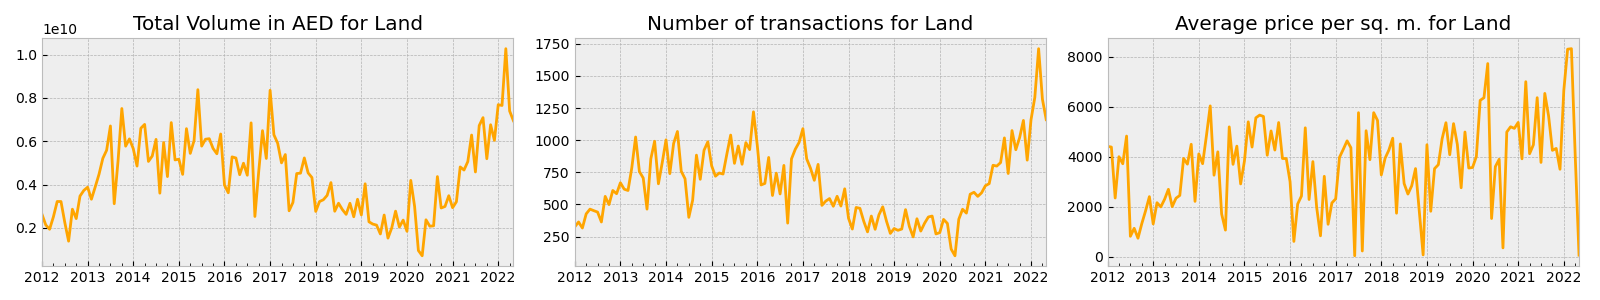 Total Volume in AED for Land
1e10
1.0
0.8
0.6
0.4
0.2
2012 2013 2014 2015 2016 2017 2018 2019 2020 2021 2022
Number of transactions for Land
1750
1500
1250
1000
750
500
250
2012 2013 2014 2015 2016 2017 2018 2019 2020 2021 2022
Average price per sq. m. for Land
8000
6000
4000
2000
0
2012 2013 2014 2015 2016 2017 2018 2019 2020 2021 2022